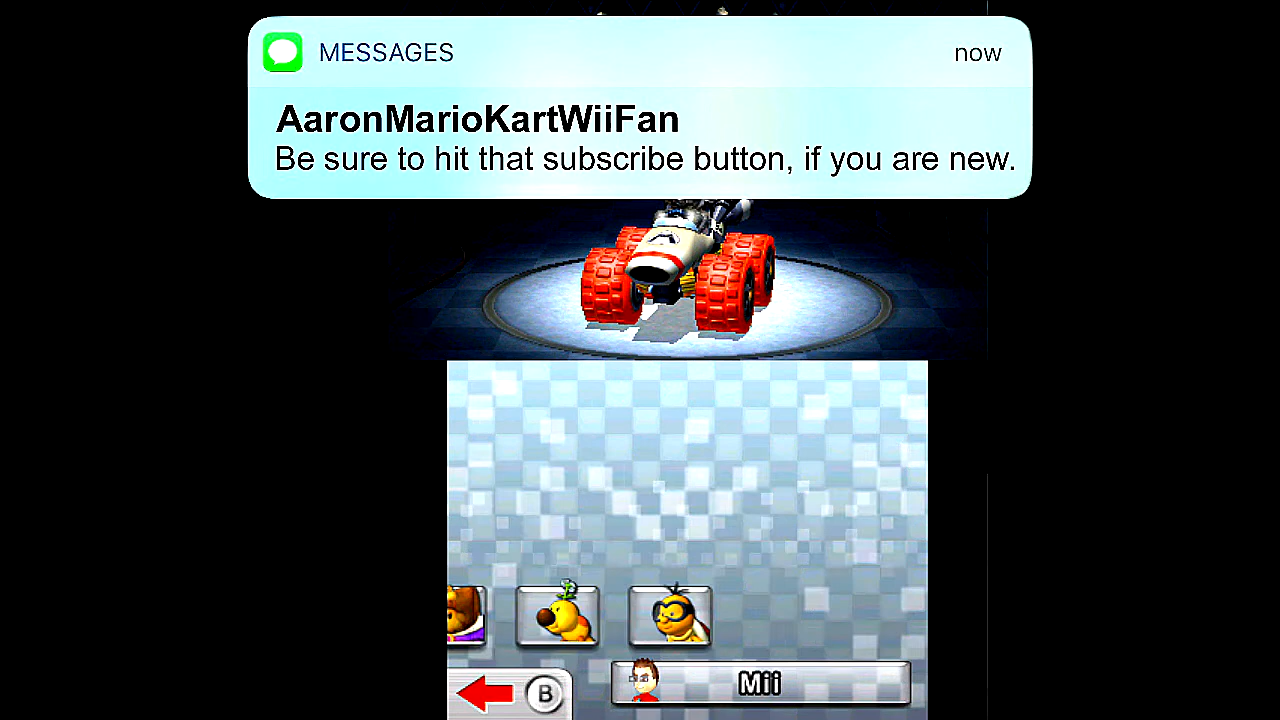 MESSAGES now
AaronMarioKartWiiFan
Be sure to hit that subscribe button, if you are new.
B
Mii